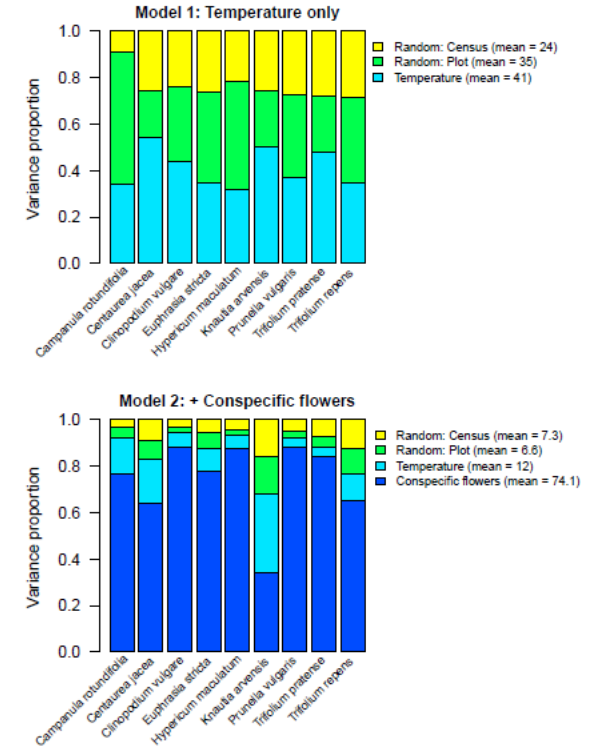 Model 1: Temperature only
Variance proportion
1.0
0.8
0.6
0.4
0.2
0.0
Random: Census (mean = 24)
Random: Plot (mean = 35)
Temperature (mean = 41)
Campanula rotundifolia
Centaurea jacea
Clinopodium vulgare
Euphrasia stricta
Hypericum maculatum
Knautia arvensis
Prunella vulgaris
Trifolium pratense
Trifolium repens
Model 2: + Conspecific flowers
Variance proportion
1.0
0.8
0.6
0.4
0.2
0.0
Random: Census (mean = 7.3)
Random: Plot (mean = 6.6)
Temperature (mean = 12)
Conspecific flowers (mean = 74.1)
Campanula rotundifolia
Centaurea jacea
Clinopodium vulgare
Euphrasia stricta
Hypericum maculatum
Knautia arvensis
Prunella vulgaris
Trifolium pratense
Trifolium repens